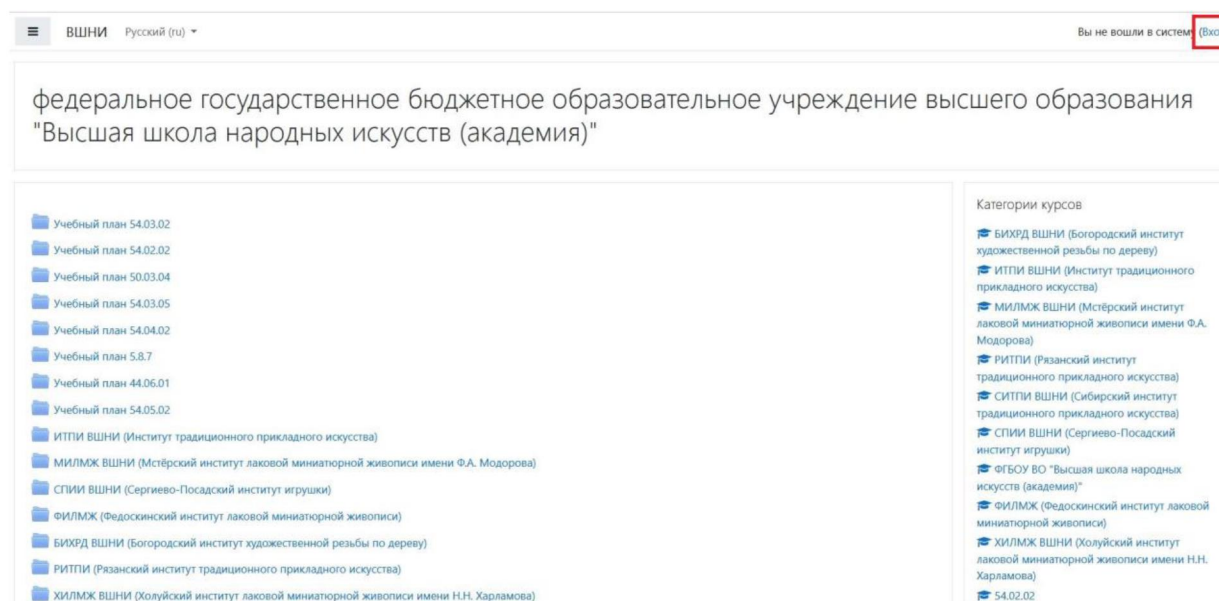 ВШНИ Русский (ru)
Вы не вошли в систему (Вхо
федеральное государственное бюджетное образовательное учреждение высшего образования
"Высшая школа народных искусств (академия)"
Учебный план 54.03.02
Учебный план 54.02.02
Учебный план 50.03.04
Учебный план 54.03.05
Учебный план 54.04.02
Учебный план 5.8.7
Учебный план 44.06.01
Учебный план 54.05.02
ИТПИ ВШНИ (Институт традиционного прикладного искусства)
МИЛМЖ ВШНИ (Мстёрский институт лаковой миниатюрной живописи имени Ф.А. Модорова)
СПИИ ВШНИ (Сергиево-Посадский институт игрушки)
ФИЛМЖ (Федоскинский институт лаковой миниатюрной живописи)
БИХРД ВШНИ (Богородский институт художественной резьбы по дереву)
РИТПИ (Рязанский институт традиционного прикладного искусства)
ХИЛМЖ ВШНИ (Холуйский институт лаковой миниатюрной живописи имени Н.Н. Харламова)
Категории курсов
БИХРД ВШНИ (Богородский институт
художественной резьбы по дереву)
ИТПИ ВШНИ (Институт традиционного
прикладного искусства)
МИЛМЖ ВШНИ (Мстёрский институт
лаковой миниатюрной живописи имени Ф.А.
Модорова)
РИТПИ (Рязанский институт
традиционного прикладного искусства)
СИТПИ ВШНИ (Сибирский институт
традиционного прикладного искусства)
СПИИ ВШНИ (Сергиево-Посадский
институт игрушки)
ФГБОУ ВО "Высшая школа народных
искусств (академия)"
ФИЛМЖ (Федоскинский институт лаковой
миниатюрной живописи)
ХИЛМЖ ВШНИ (Холуйский институт
лаковой миниатюрной живописи имени Н.Н.
Харламова)
54.02.02